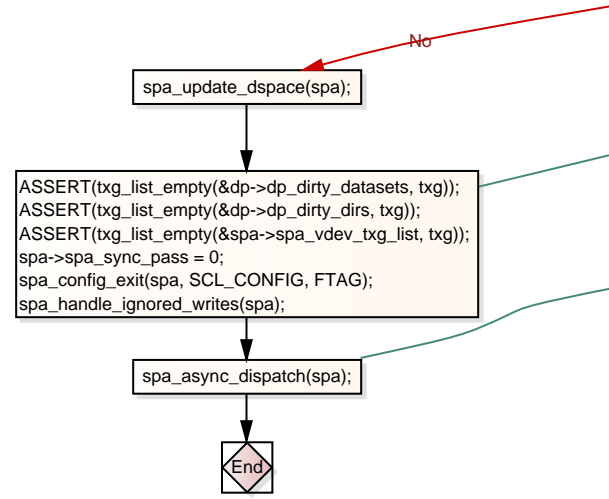 No
spa_update_dspace(spa);
ASSERT(txg_list_empty(&dp->dp_dirty_datasets, txg));
ASSERT(txg_list_empty(&dp->dp_dirty_dirs, txg));
ASSERT(txg_list_empty(&spa->spa_vdev_txg_list, txg));
spa->spa_sync_pass = 0;
spa_config_exit(spa, SCL_CONFIG, FTAG);
spa_handle_ignored_writes(spa);
spa_async_dispatch(spa);
End